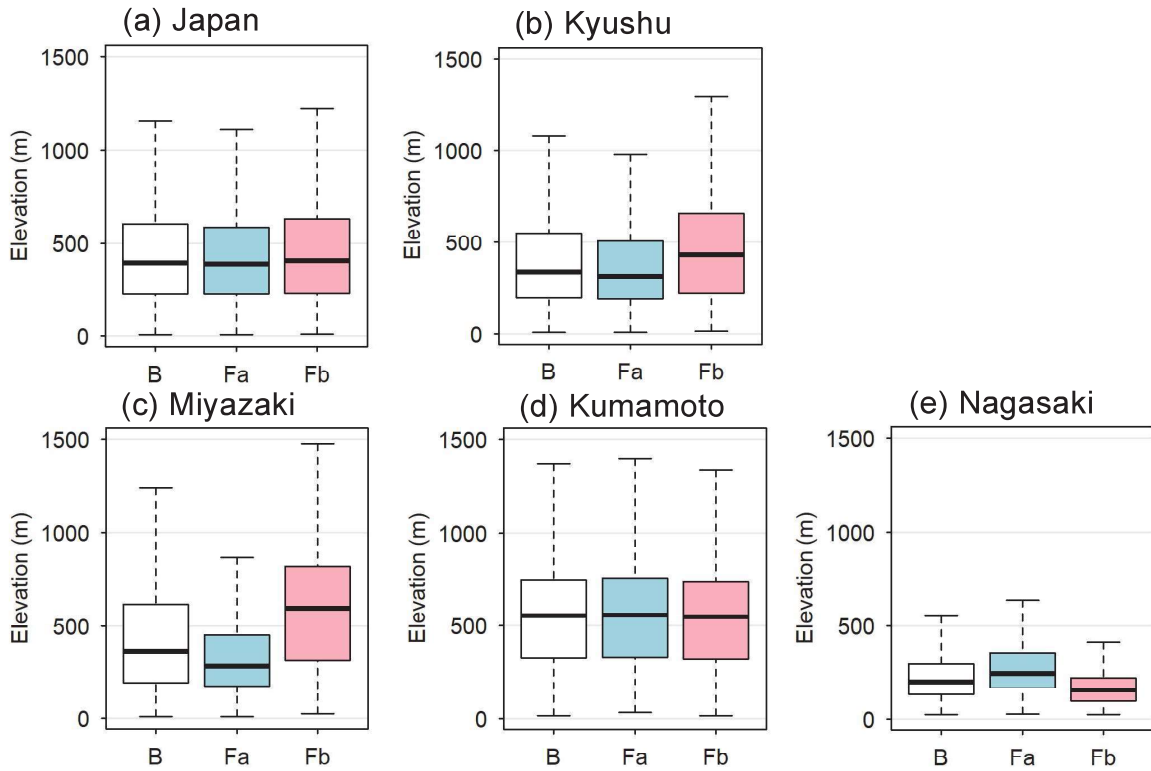 (a) Japan
1500
1000
500
0
Elevation (m)
B Fa Fb
(b) Kyushu
1500
1000
500
0
Elevation (m)
B Fa Fb
(c) Miyazaki
1500
1000
500
0
Elevation (m)
B Fa Fb
(d) Kumamoto
1500
1000
500
0
Elevation (m)
B Fa Fb
(e) Nagasaki
1500
1000
500
0
Elevation (m)
B Fa Fb